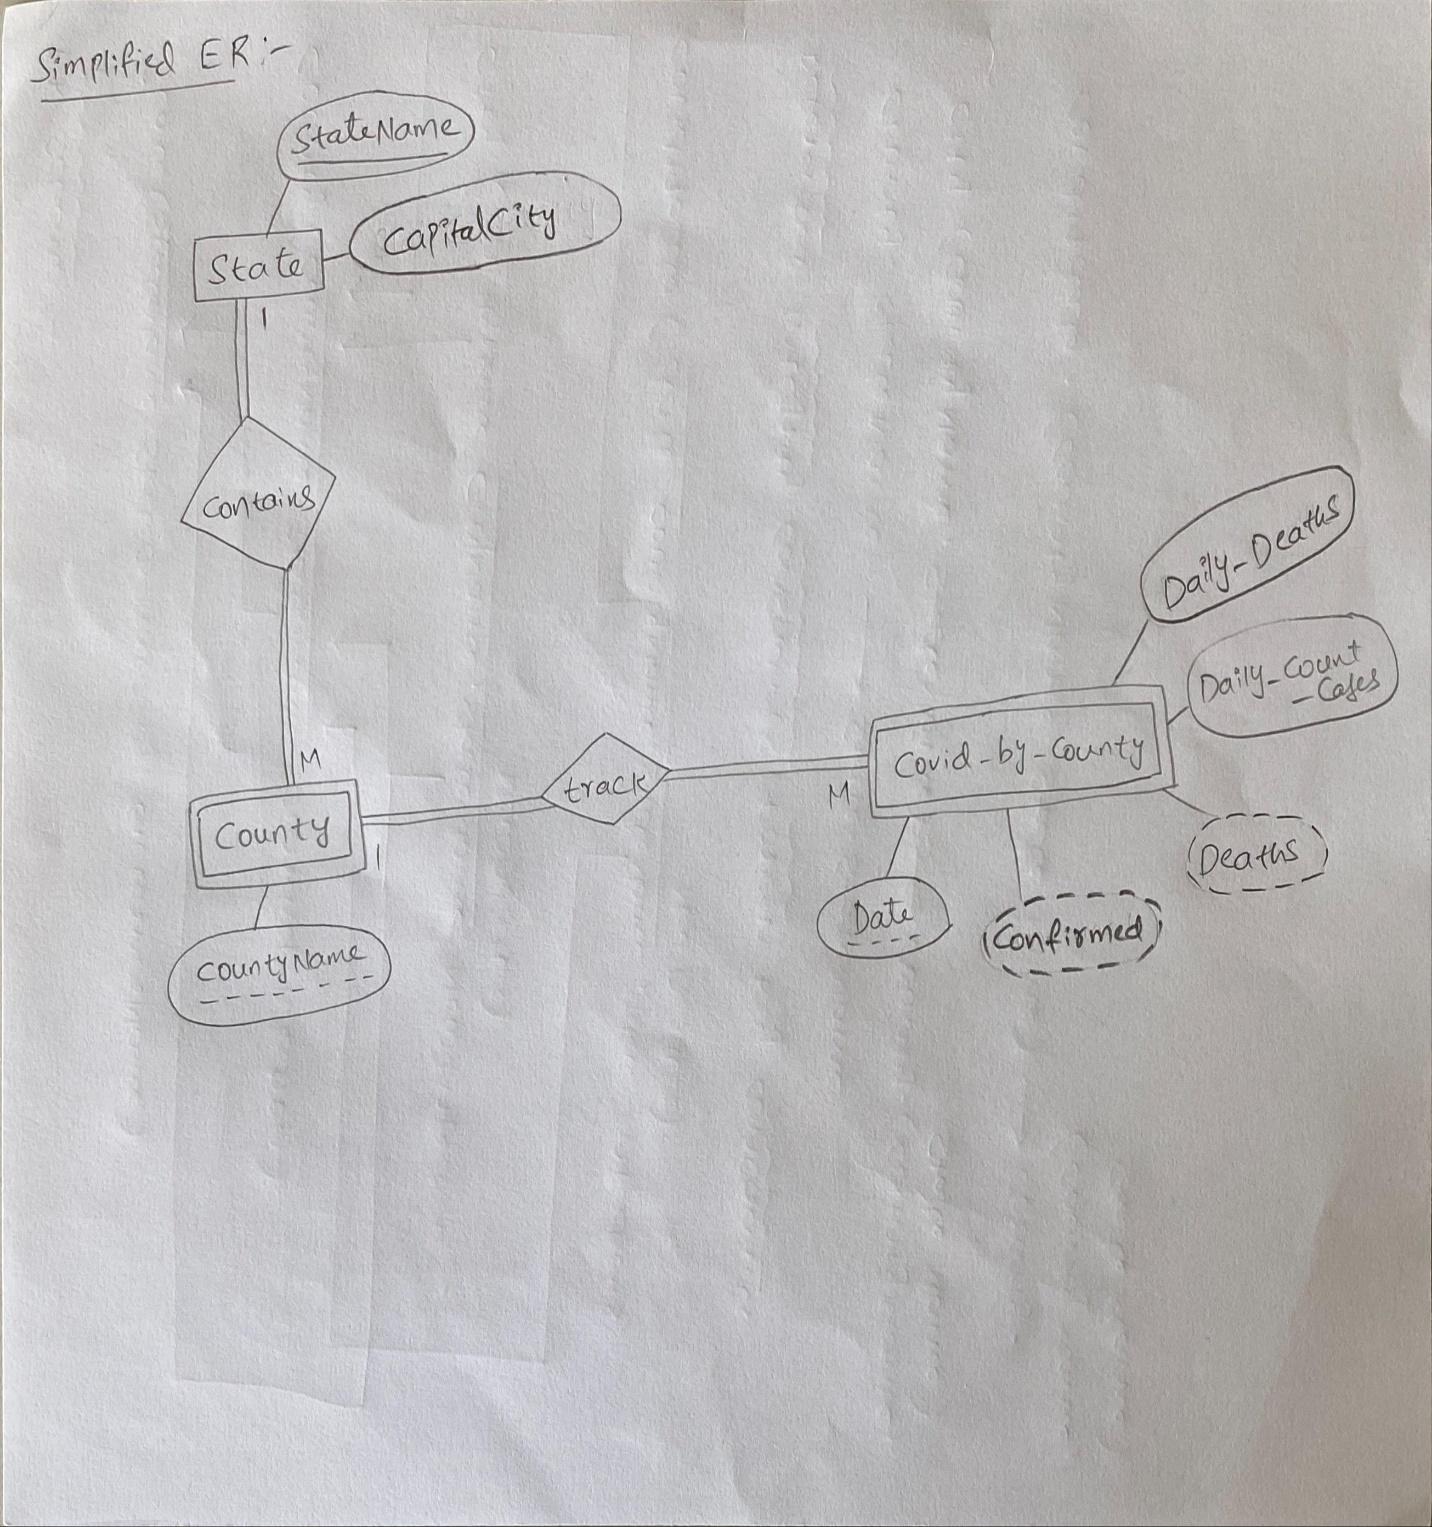 Simplified ER:-
StateName
CapitalCity
State
1
Contains
M
County
1
CountyName
track
M
Covid-by-County
Daily-Deaths
Daily-Count
-Cases
Deaths
Confirmed
Date